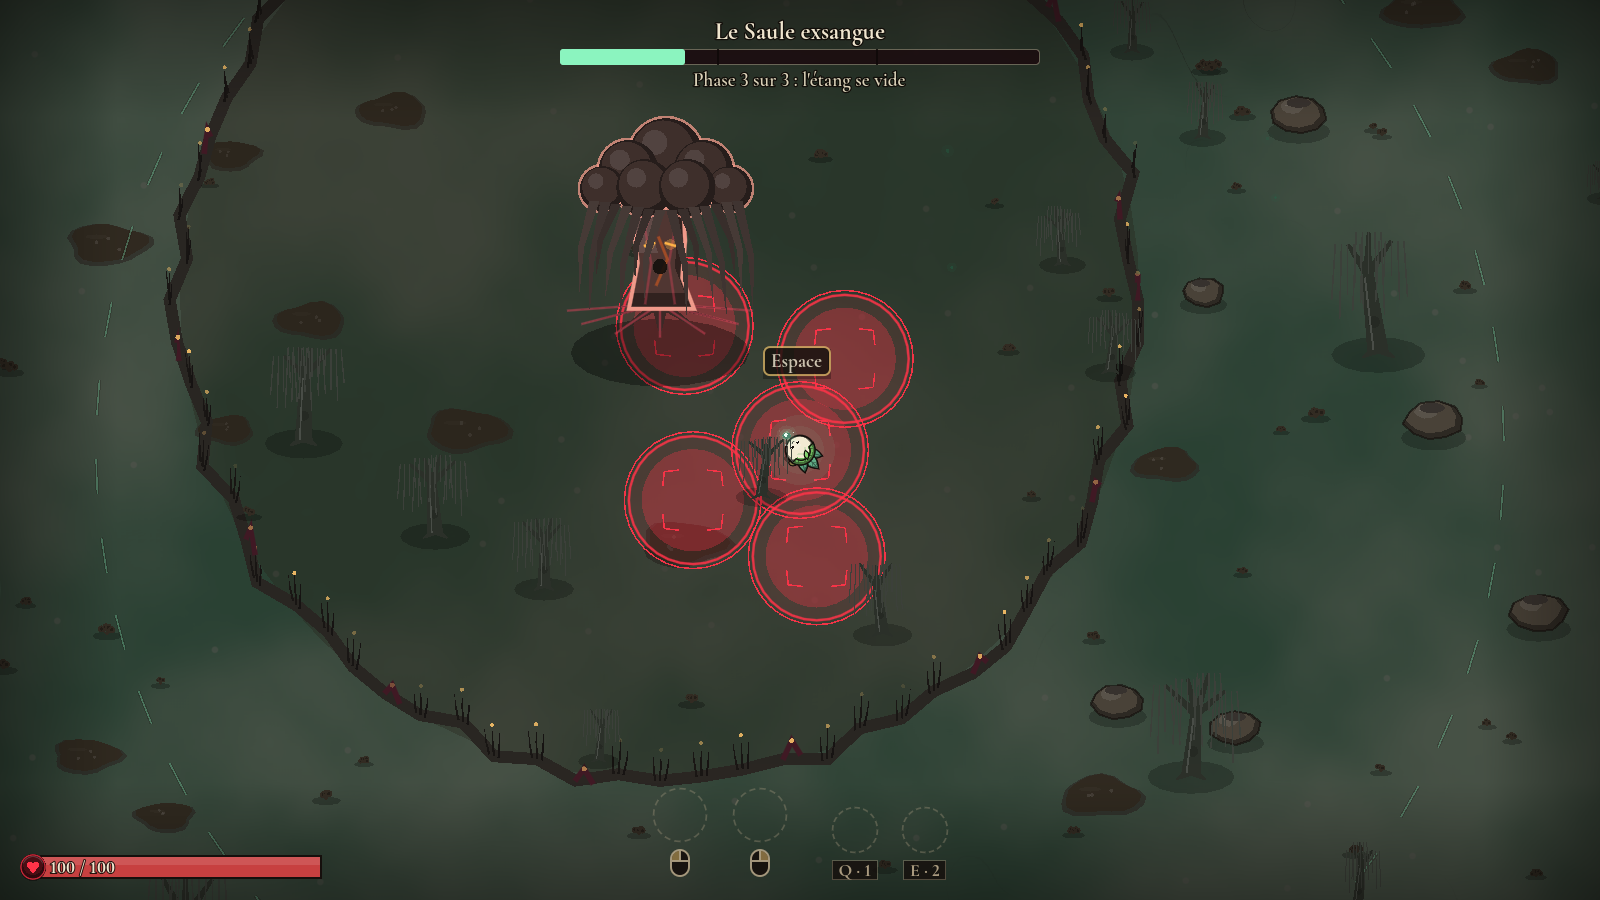 Le Saule exsangue
Phase 3 sur 3 : l'étang se vide
Espace
100 / 100
Q · 1
E · 2